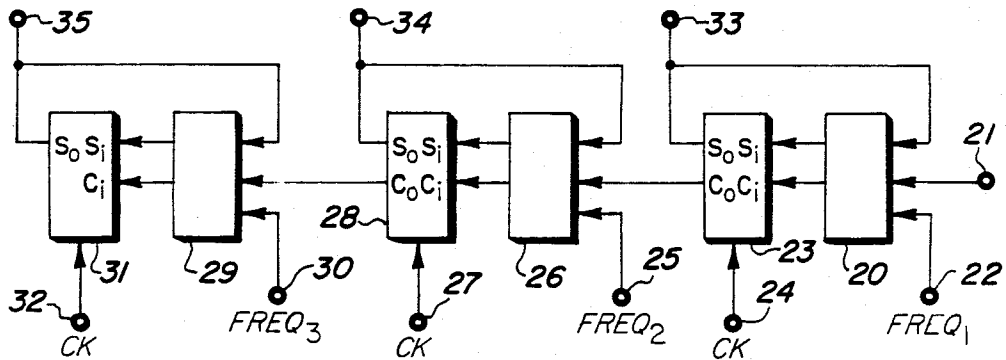 35 34 33
21
S₀ Sᵢ S₀ Sᵢ S₀ Sᵢ
Cᵢ C₀ Cᵢ C₀ Cᵢ
28
31 29 30 26 25 23 20 22
32 27 24
CK FREQ₃ CK FREQ₂ CK FREQ₁